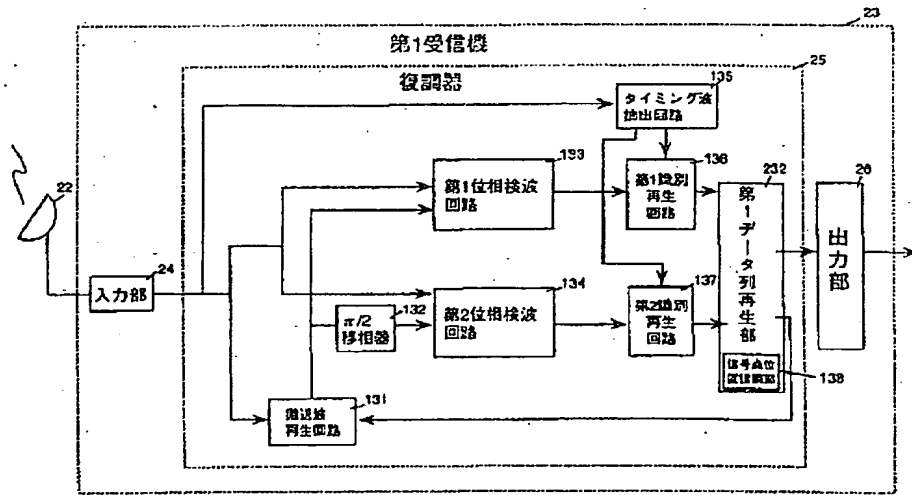 23
第1受信機
25
復調器
135
タイミング波
抽出回路
22
133
第1位相検波
回路
136
第1識別
再生
回路
232
第1データ列再生部
26
出力部
24
入力部
132
π/2
移相器
134
第2位相検波
回路
137
第2識別
再生
回路
138
131
搬送波
再生回路